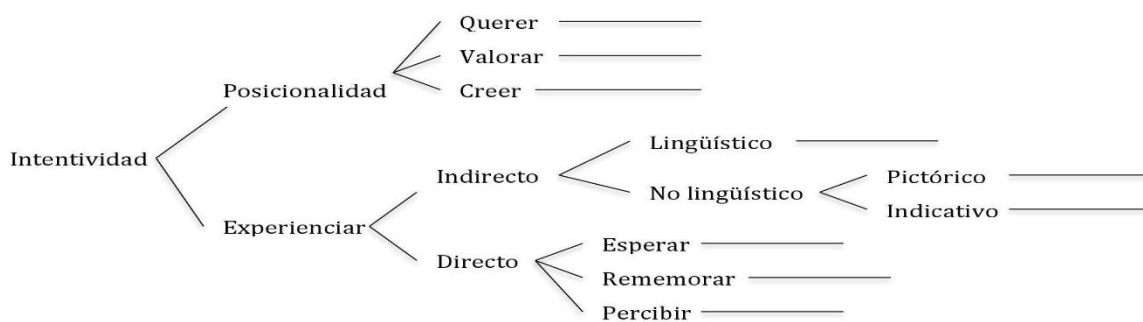 Querer
Valorar
Posicionalidad
Creer
Lingüístico
Intentividad
Indirecto
Pictórico
No lingüístico
Indicativo
Experienciar
Esperar
Directo
Rememorar
Percibir